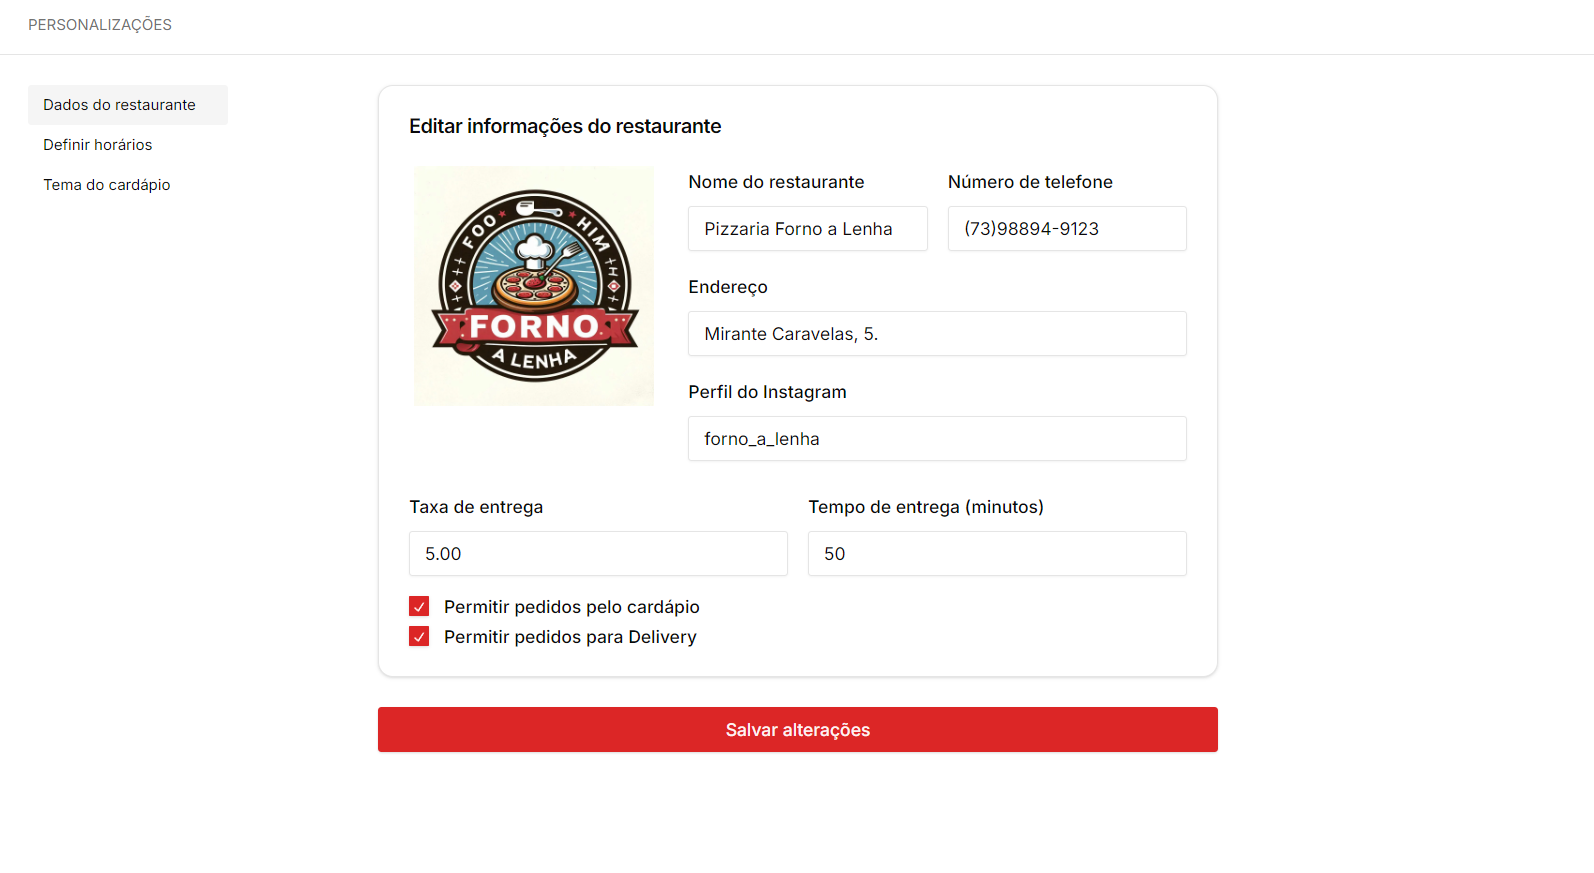 PERSONALIZAÇÕES
Dados do restaurante
Definir horários
Tema do cardápio
Editar informações do restaurante
FOO HIM
FORNO
A LENHA
Nome do restaurante
Número de telefone
Pizzaria Forno a Lenha
(73)98894-9123
Endereço
Mirante Caravelas, 5.
Perfil do Instagram
forno_a_lenha
Taxa de entrega
Tempo de entrega (minutos)
5.00
50
Permitir pedidos pelo cardápio
Permitir pedidos para Delivery
Salvar alterações